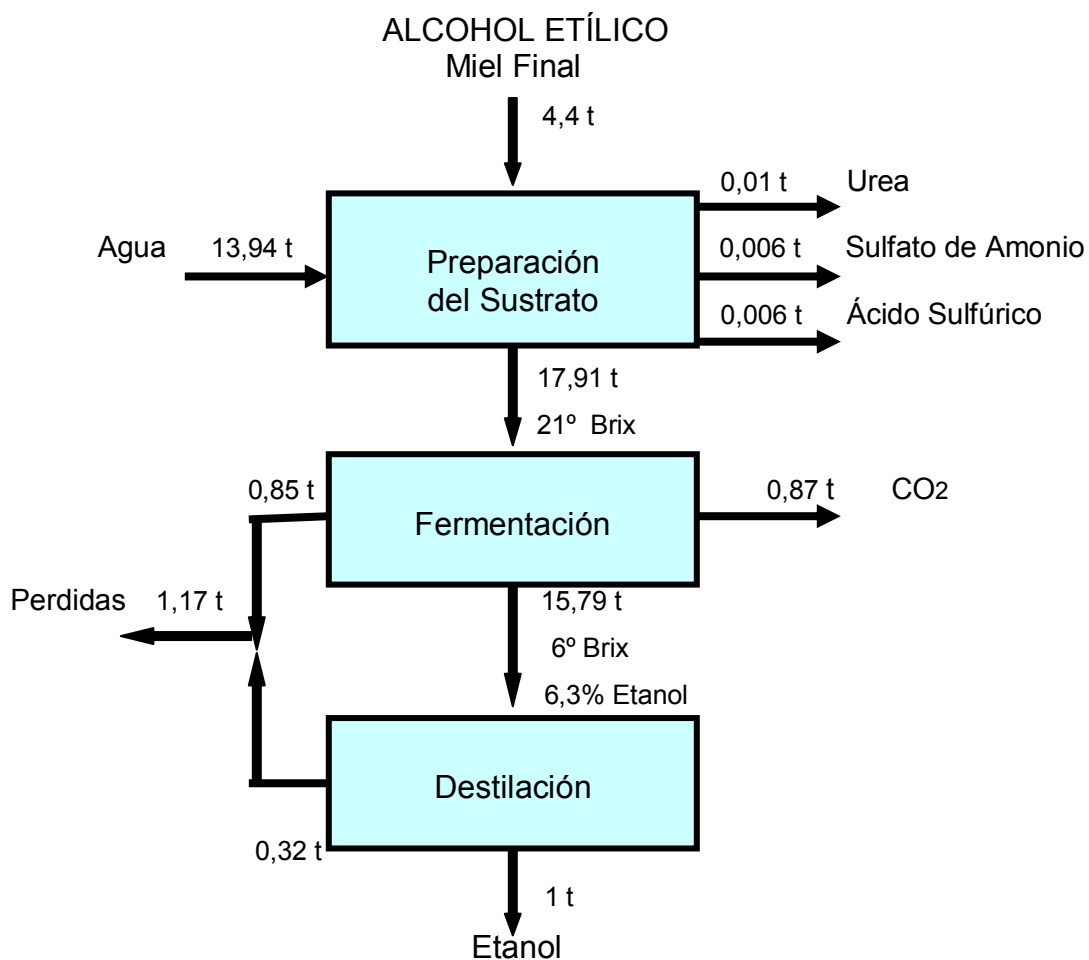 ALCOHOL ETÍLICO
Miel Final
4,4 t
0,01 t
Urea
Agua
13,94 t
Preparación
del Sustrato
0,006 t
Sulfato de Amonio
0,006 t
Ácido Sulfúrico
17,91 t
21º Brix
0,85 t
Fermentación
0,87 t
CO2
Perdidas
1,17 t
15,79 t
6º Brix
6,3% Etanol
Destilación
0,32 t
1 t
Etanol